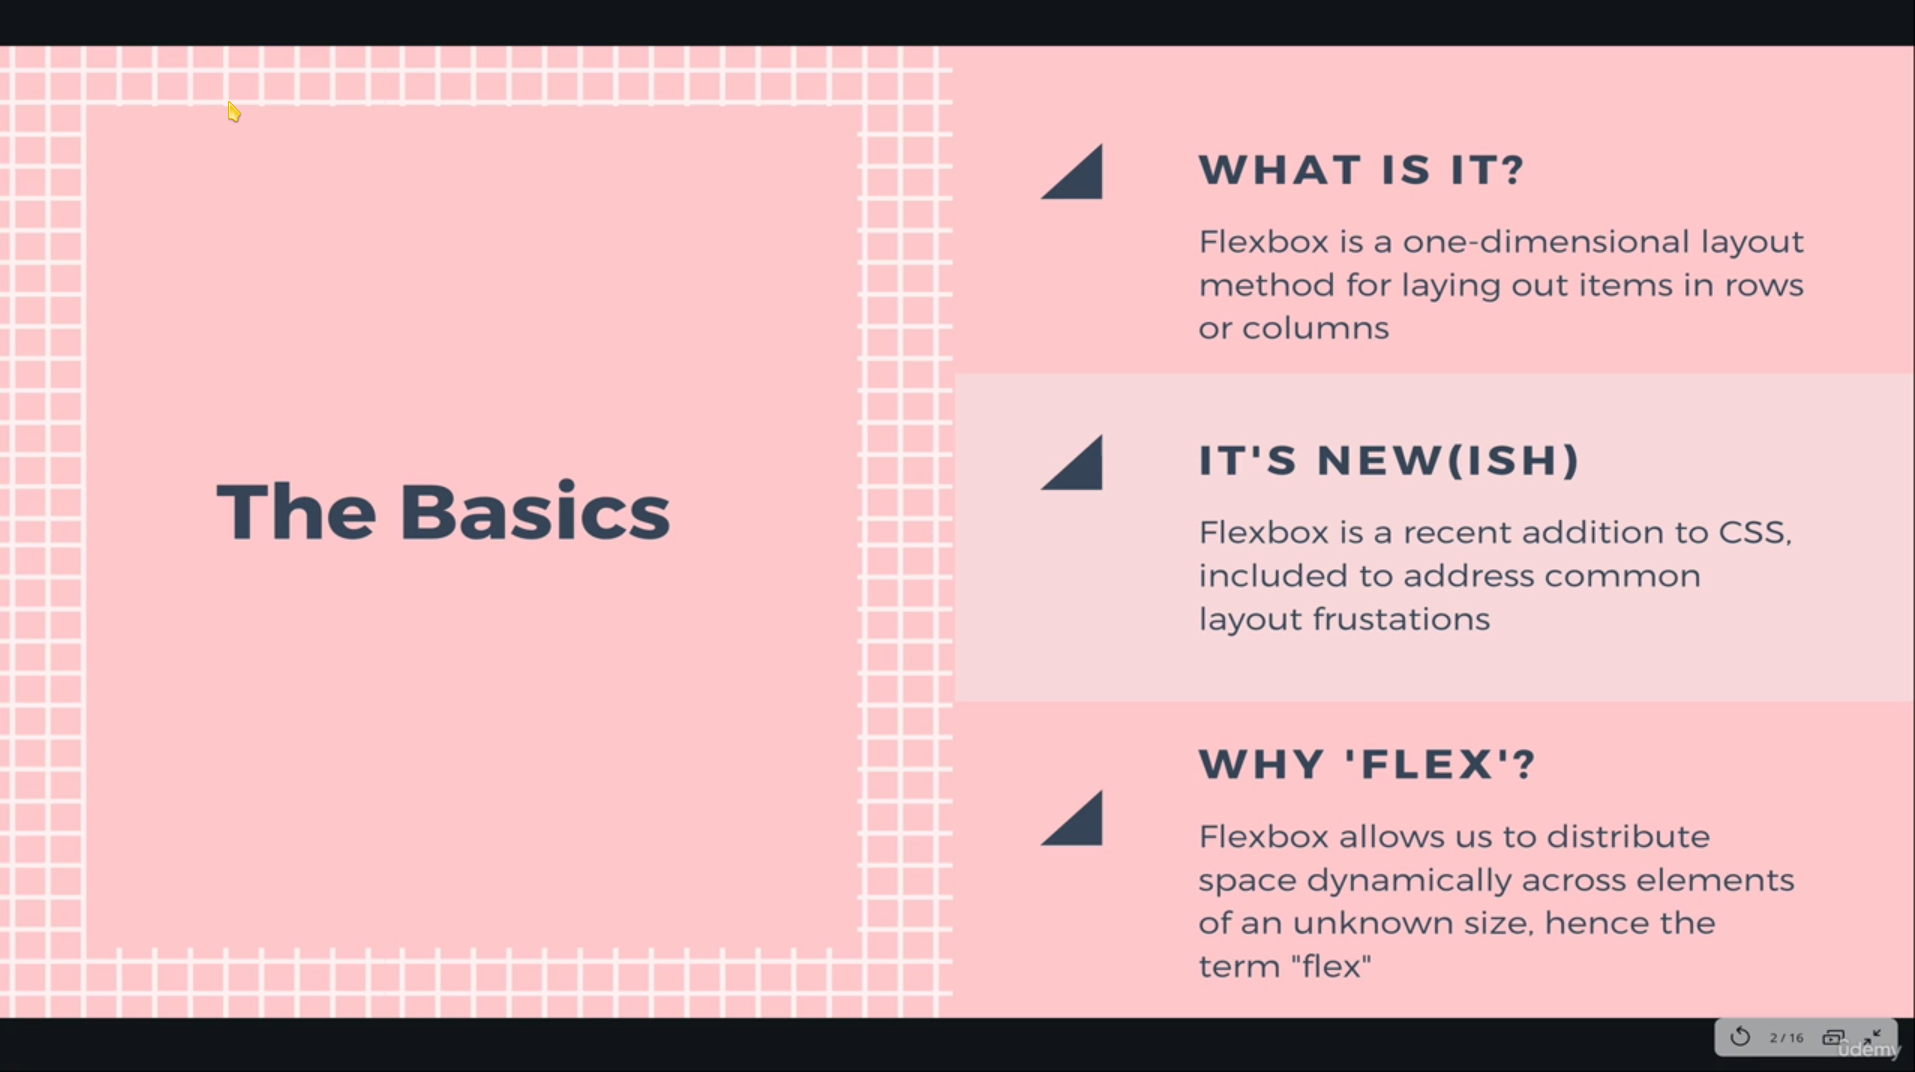 The Basics
WHAT IS IT?
Flexbox is a one-dimensional layout
method for laying out items in rows
or columns
IT'S NEW(ISH)
Flexbox is a recent addition to CSS,
included to address common
layout frustations
WHY 'FLEX'?
Flexbox allows us to distribute
space dynamically across elements
of an unknown size, hence the
term "flex"
2 / 16
ûdemy